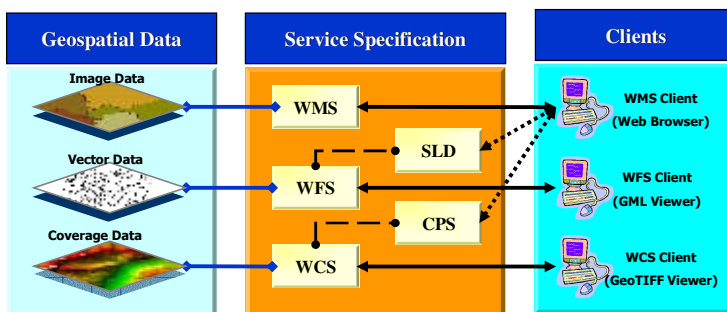 Geospatial Data
Service Specification
Clients
Image Data
WMS
WMS Client
(Web Browser)
SLD
Vector Data
WFS
WFS Client
(GML Viewer)
CPS
Coverage Data
WCS
WCS Client
(GeoTIFF Viewer)